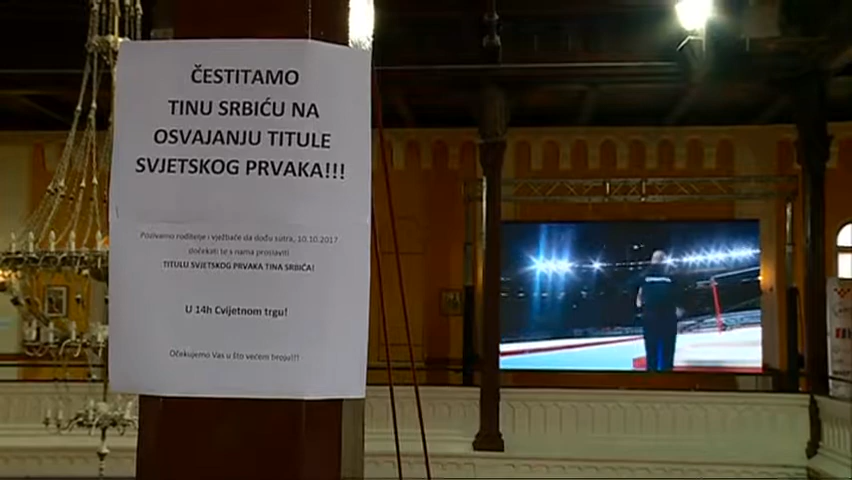 ČESTITAMO
TINU SRBIĆU NA
OSVAJANJU TITULE
SVJETSKOG PRVAKA!!!
Pozivamo roditelje i vježbače da dođu sutra, 10.10.2017
dočekati te s nama proslaviti
TITULU SVJETSKOG PRVAKA TINA SRBIĆA!
U 14h Cvijetnom trgu!
Očekujemo Vas u što većem broju!!!